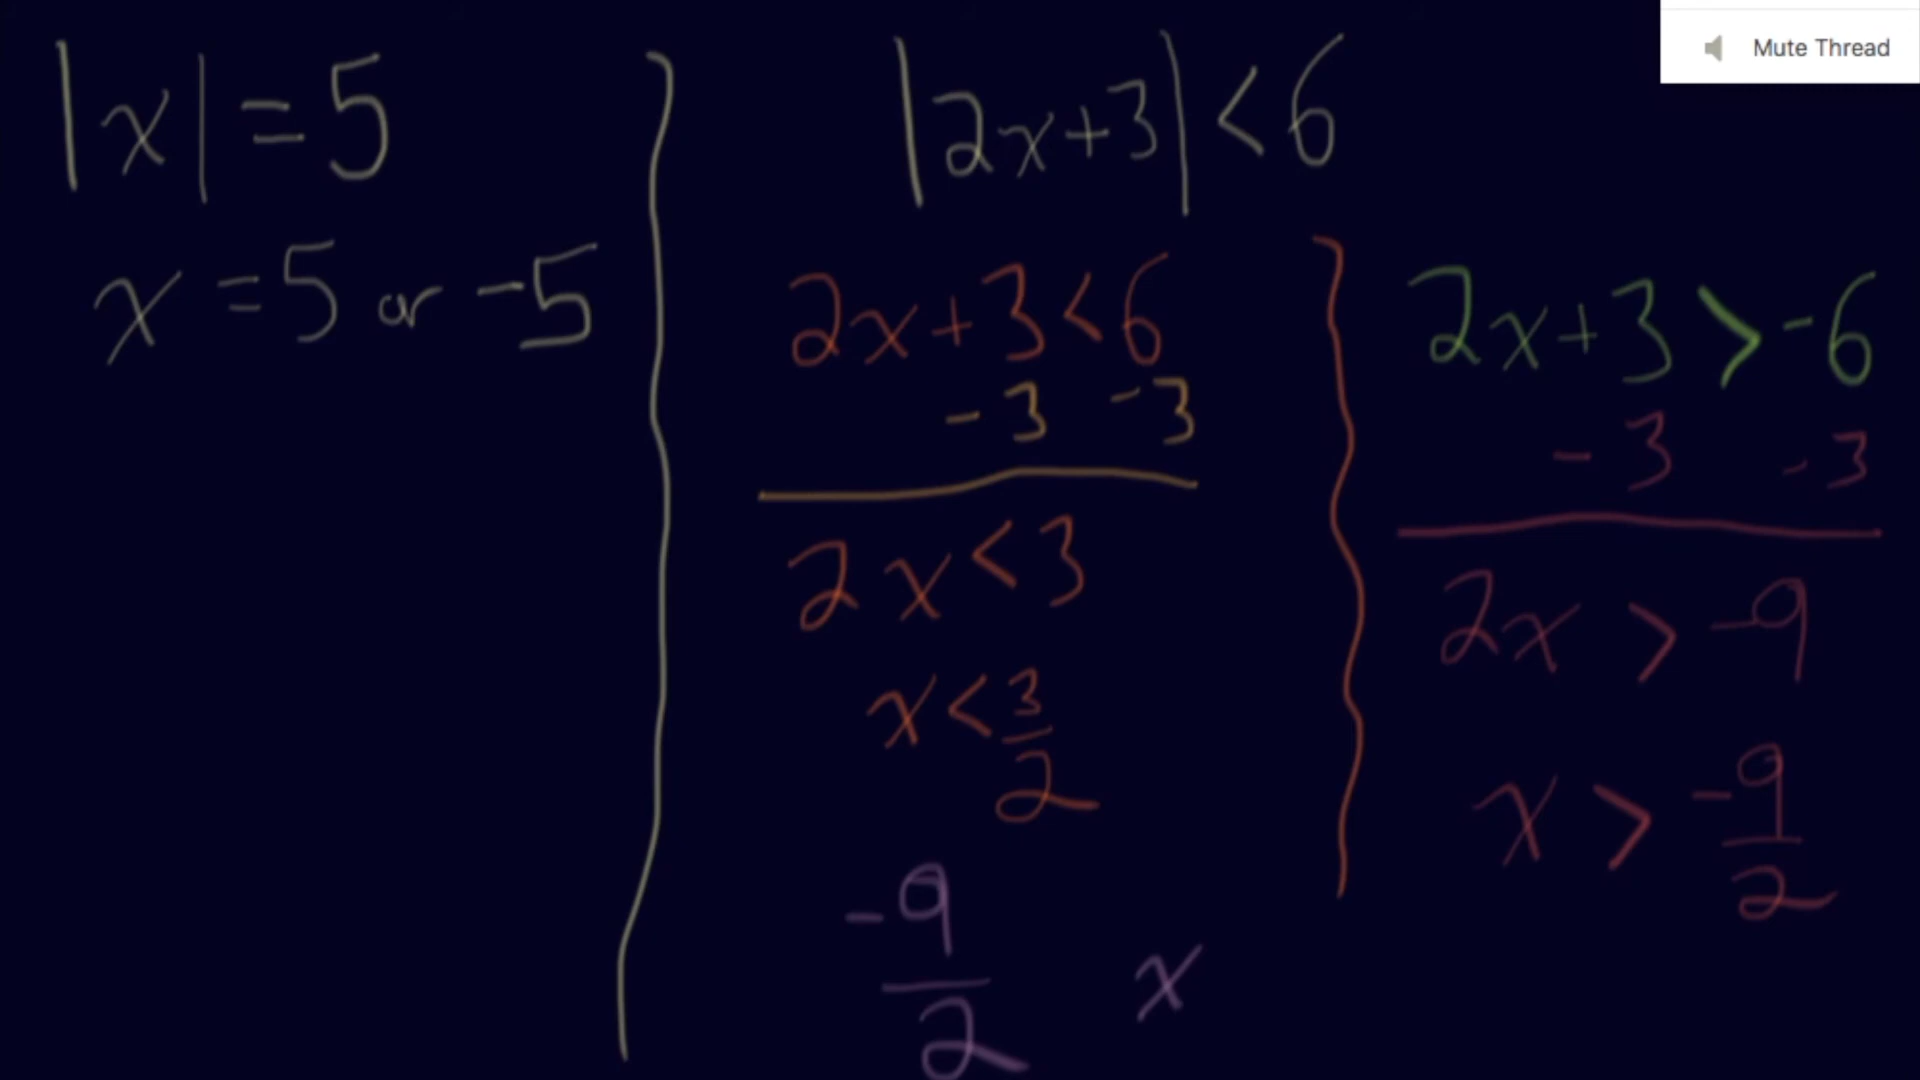 Mute Thread
|x| = 5
x = 5 or -5
|2x+3| < 6
2x+3 < 6
-3 -3
2x < 3
x < 3/2
2x+3 > -6
-3 -3
2x > -9
x > -9/2
-9/2 x